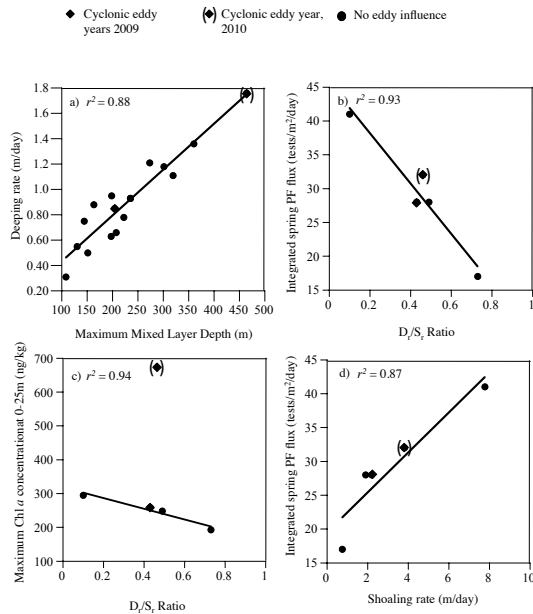 Cyclonic eddy
years 2009
Cyclonic eddy year,
2010
No eddy influence
a) r² = 0.88
Deeping rate (m/day)
1.8
1.6
1.4
1.2
1.0
0.80
0.60
0.40
0.20
100 150 200 250 300 350 400 450 500
Maximum Mixed Layer Depth (m)
b) r² = 0.93
Integrated spring PF flux (tests/m²/day)
45
40
35
30
25
20
15
0 0.2 0.4 0.6 0.8 1
Dᵣ/Sᵣ Ratio
c) r² = 0.94
Maximum Chl a concentrationat 0-25m (ng/kg)
700
600
500
400
300
200
100
0 0.2 0.4 0.6 0.8 1
Dᵣ/Sᵣ Ratio
d) r² = 0.87
Integrated spring PF flux (tests/m²/day)
45
40
35
30
25
20
15
0 2 4 6 8 10
Shoaling rate (m/day)